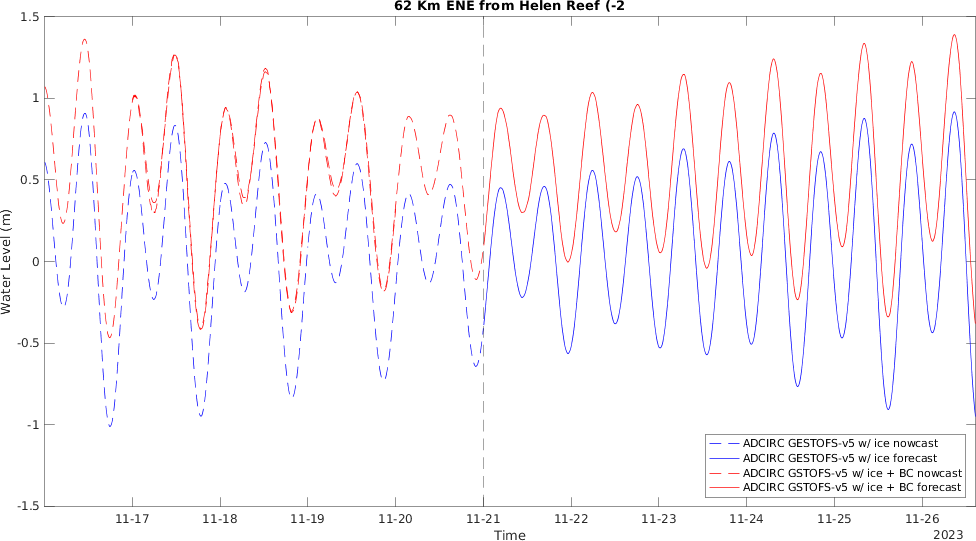 62 Km ENE from Helen Reef (-2
1.5
1
0.5
0
-0.5
-1
-1.5
Water Level (m)
11-17 11-18 11-19 11-20 11-21 11-22 11-23 11-24 11-25 11-26
Time
2023
ADCIRC GESTOFS-v5 w/ ice nowcast
ADCIRC GESTOFS-v5 w/ ice forecast
ADCIRC GSTOFS-v5 w/ ice + BC nowcast
ADCIRC GSTOFS-v5 w/ ice + BC forecast